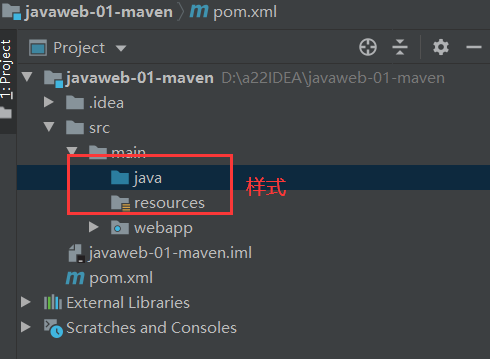 javaweb-01-maven pom.xml
1: Project
Project
javaweb-01-maven D:\a22IDEA\javaweb-01-maven
.idea
src
main
java
样式
resources
webapp
javaweb-01-maven.iml
pom.xml
External Libraries
Scratches and Consoles